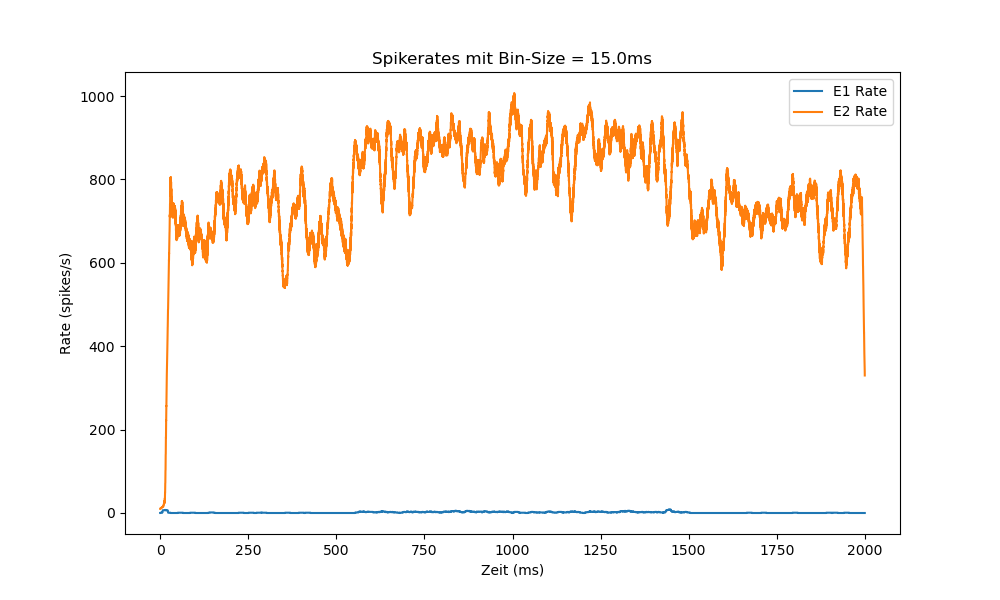 Spikerates mit Bin-Size = 15.0ms
E1 Rate
E2 Rate
1000
800
600
400
200
0
Rate (spikes/s)
0 250 500 750 1000 1250 1500 1750 2000
Zeit (ms)